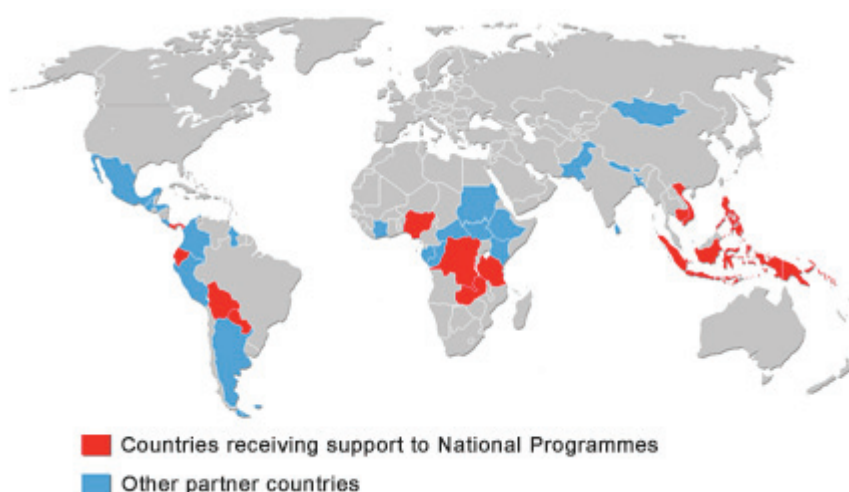 Countries receiving support to National Programmes
Other partner countries